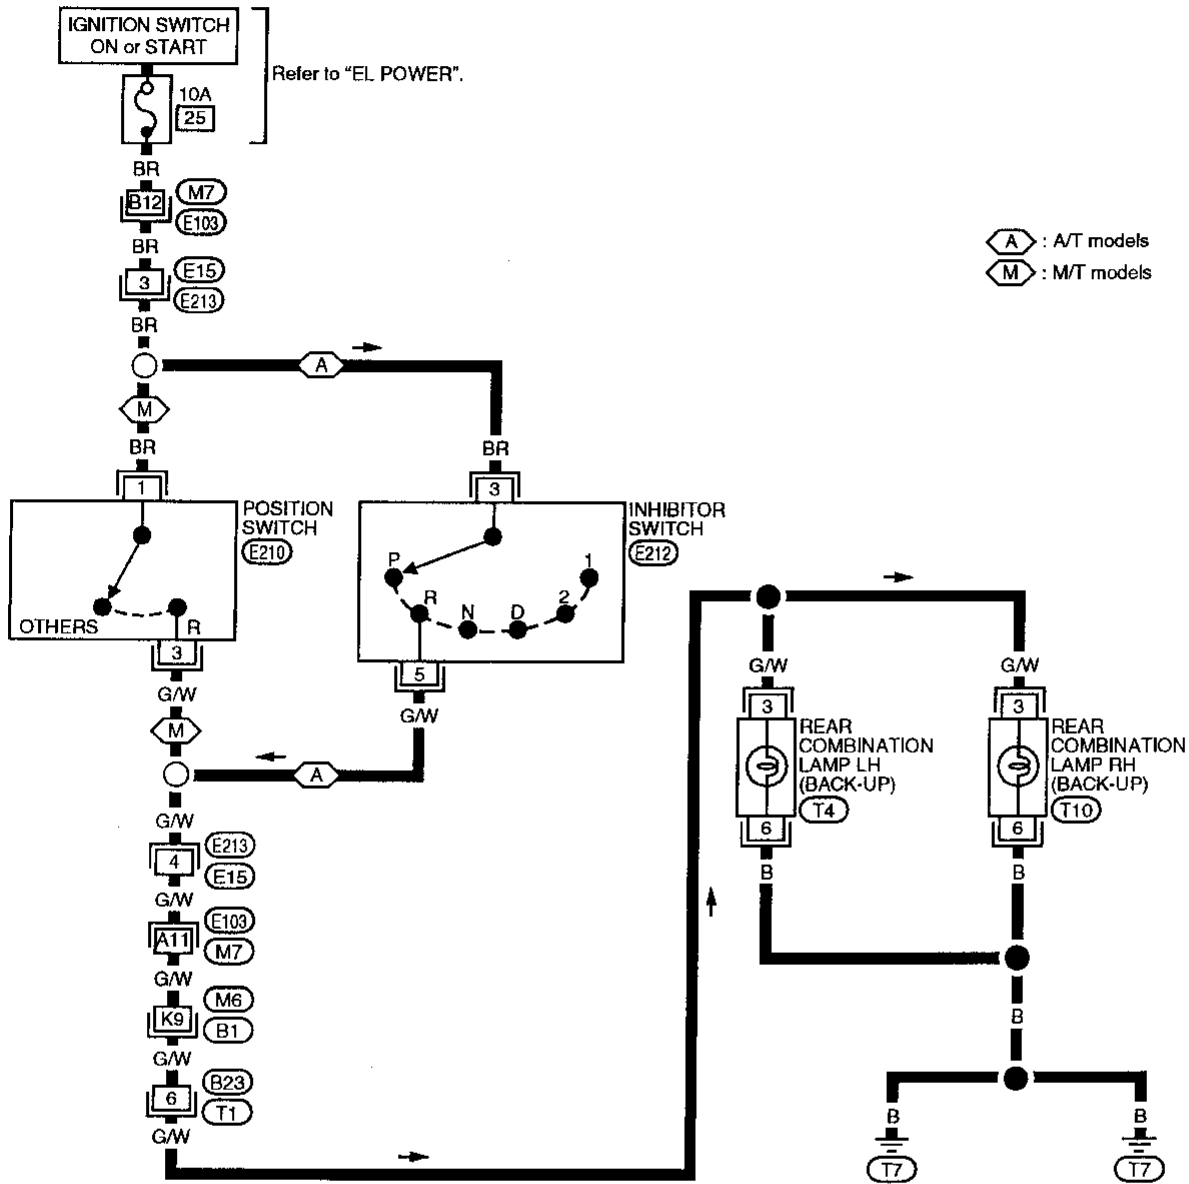 IGNITION SWITCH
ON or START
Refer to "EL POWER".
10A
25
BR
B12
M7
E103
BR
3
E15
E213
BR
A : A/T models
M : M/T models
A
M
BR
BR
1
3
POSITION
SWITCH
E210
OTHERS
R
3
INHIBITOR
SWITCH
E212
P
R
N
D
2
1
5
G/W
G/W
M
A
G/W
4
E213
E15
G/W
A11
E103
M7
G/W
K9
M6
B1
G/W
6
B23
T1
G/W
G/W
G/W
3
3
REAR
COMBINATION
LAMP LH
(BACK-UP)
T4
REAR
COMBINATION
LAMP RH
(BACK-UP)
T10
6
6
B
B
B
B
B
T7
T7